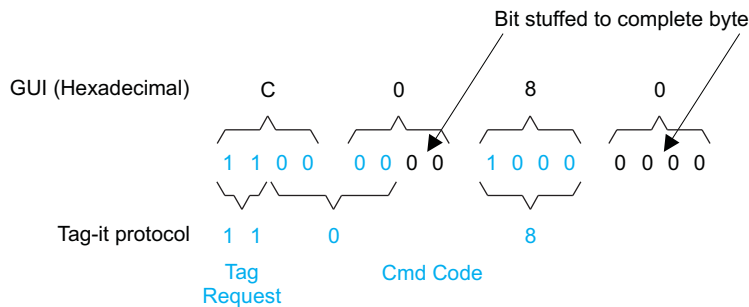 Bit stuffed to complete byte
GUI (Hexadecimal) C 0 8 0
1 1 0 0 0 0 0 0 1 0 0 0 0 0 0 0
Tag-it protocol 1 1 0 8
Tag Cmd Code
Request